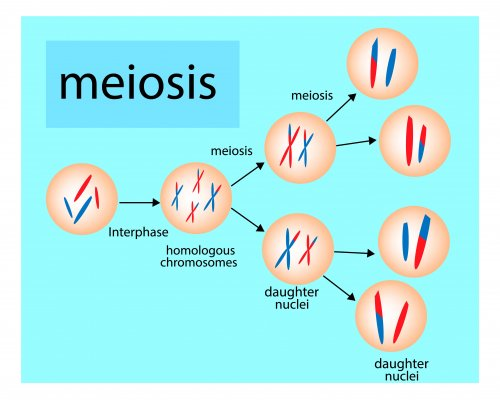 meiosis
meiosis
meiosis
Interphase
homologous
chromosomes
daughter
nuclei
daughter
nuclei